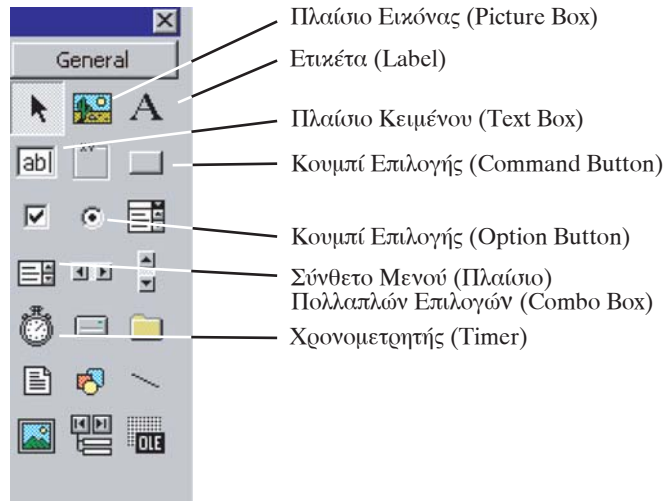 General
abl
XY
OLE
Πλαίσιο Εικόνας (Picture Box)
Ετικέτα (Label)
Πλαίσιο Κειμένου (Text Box)
Κουμπί Επιλογής (Command Button)
Κουμπί Επιλογής (Option Button)
Σύνθετο Μενού (Πλαίσιο)
Πολλαπλών Επιλογών (Combo Box)
Χρονομετρητής (Timer)